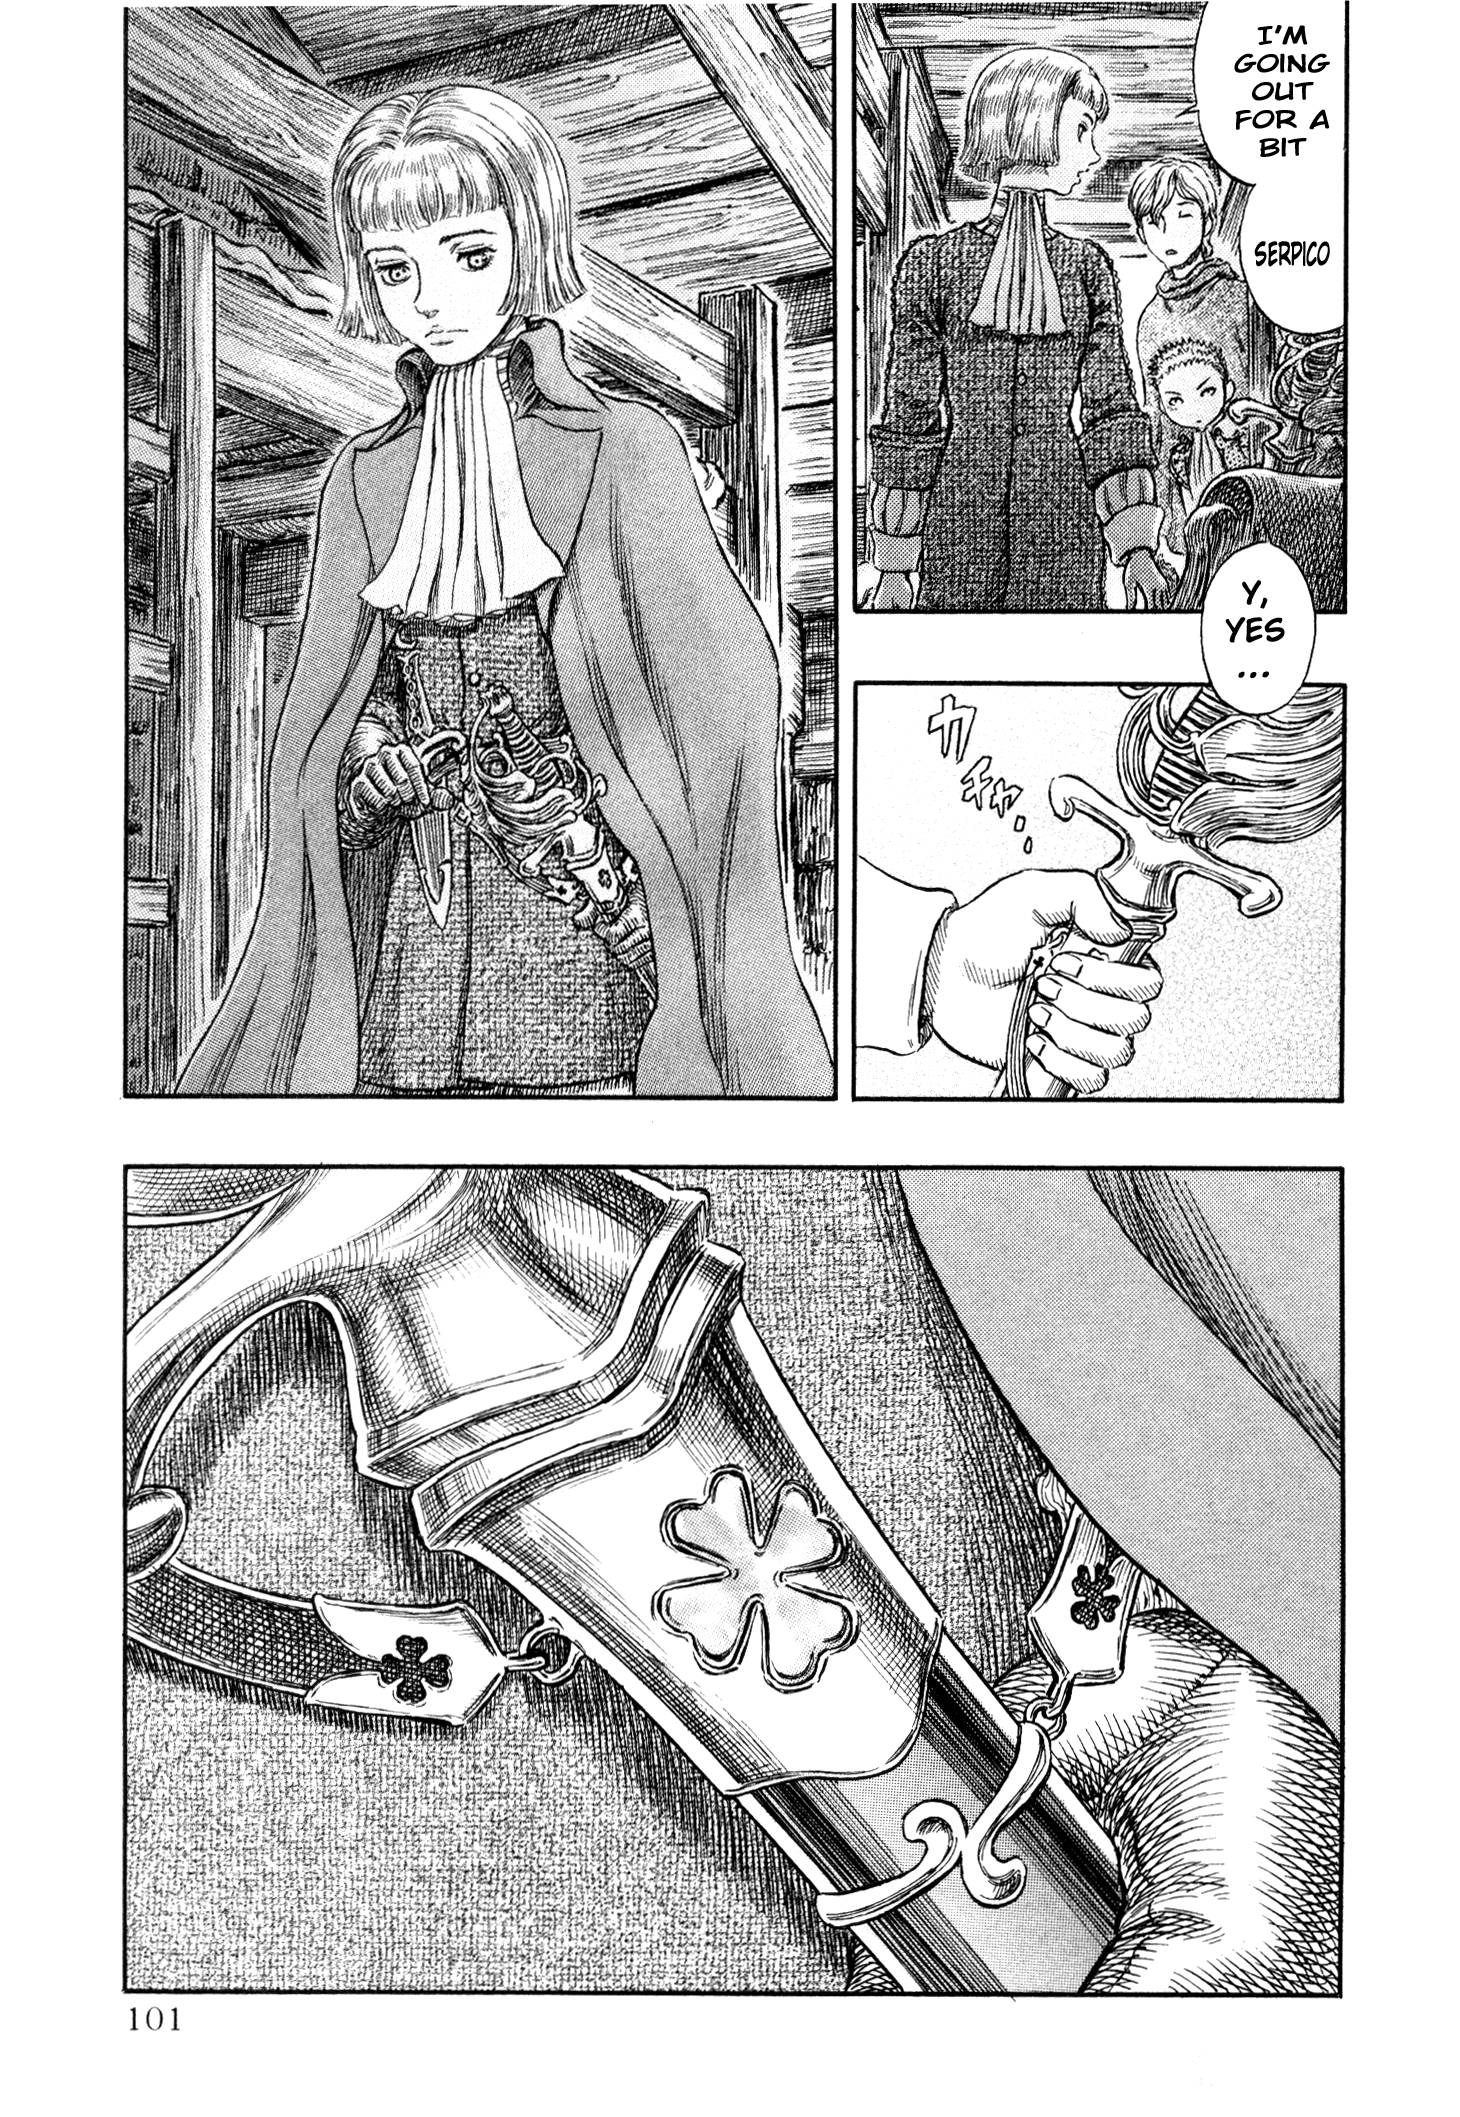 I'M
GOING
OUT
FOR A
BIT
SERPICO
Y,
YES
...
カ
チャ
・・
101